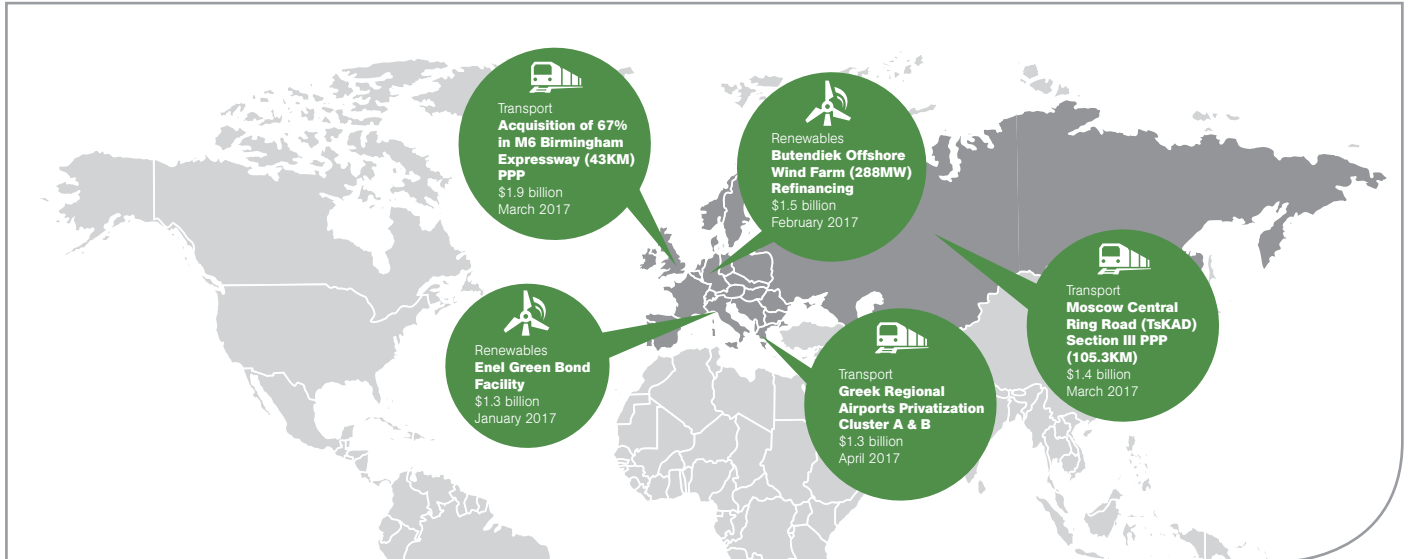 Transport
Acquisition of 67%
in M6 Birmingham
Expressway (43KM)
PPP
$1.9 billion
March 2017
Renewables
Butendiek Offshore
Wind Farm (288MW)
Refinancing
$1.5 billion
February 2017
Transport
Moscow Central
Ring Road (TsKAD)
Section III PPP
(105.3KM)
$1.4 billion
March 2017
Renewables
Enel Green Bond
Facility
$1.3 billion
January 2017
Transport
Greek Regional
Airports Privatization
Cluster A & B
$1.3 billion
April 2017